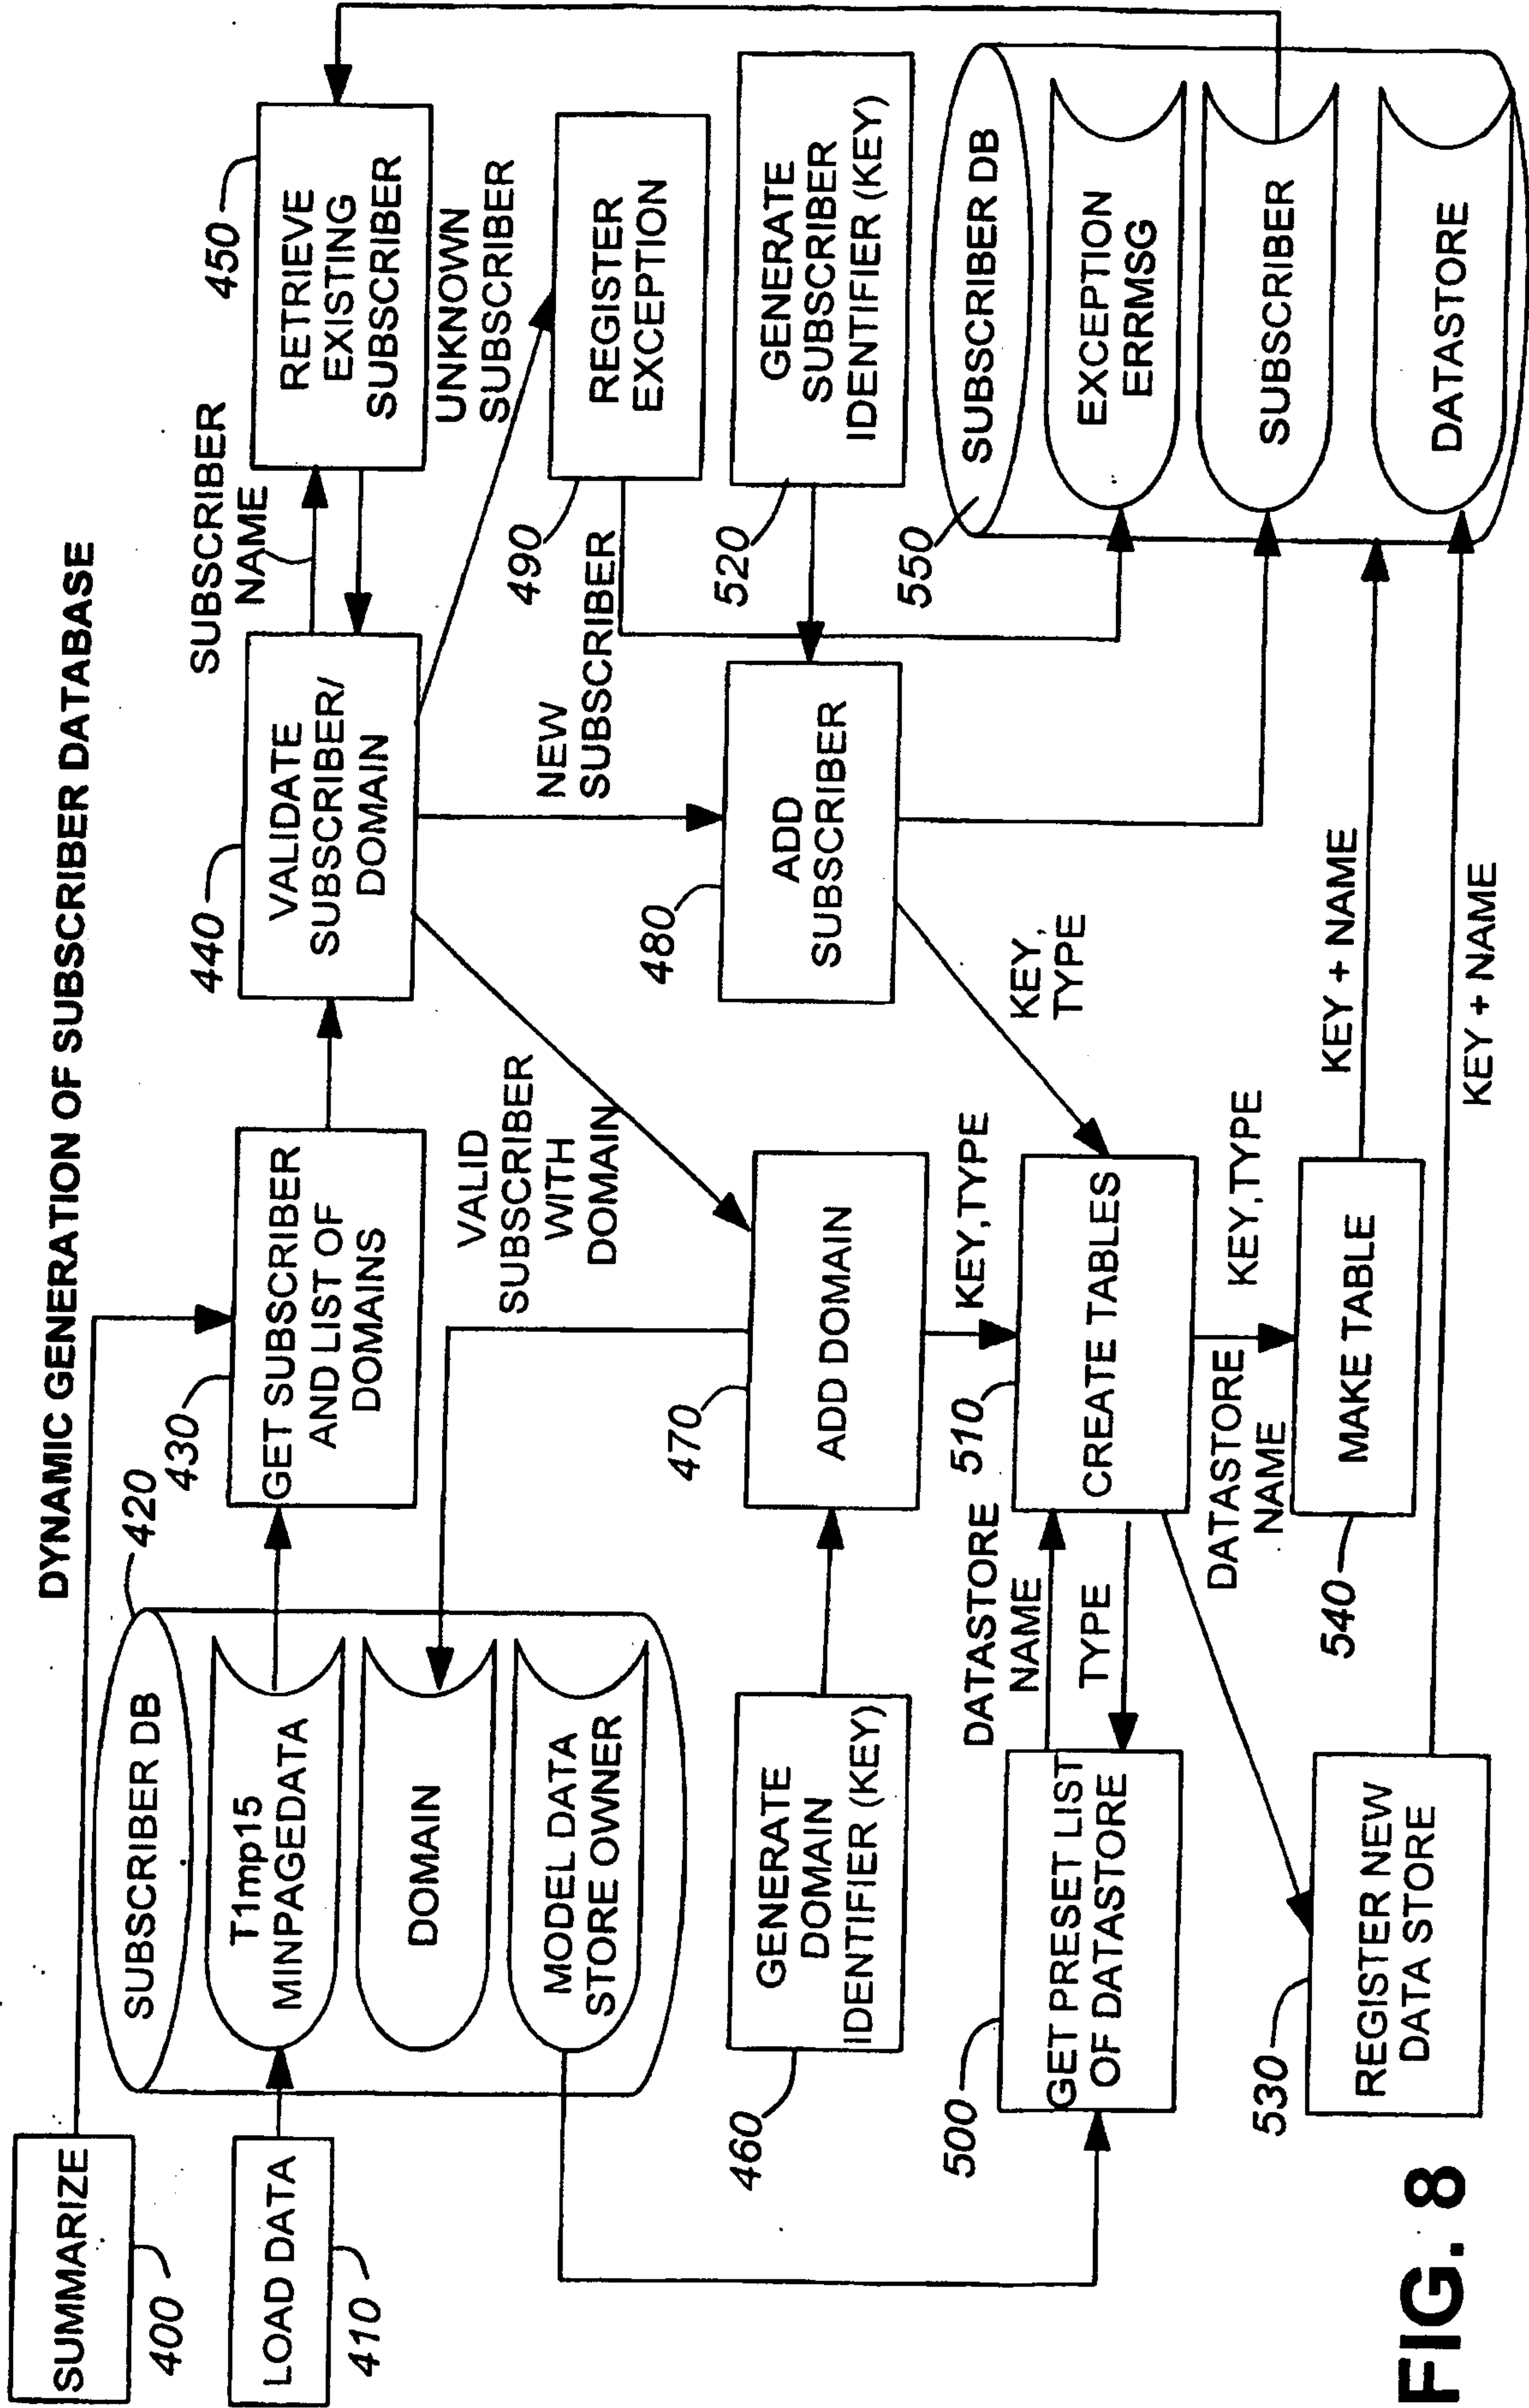 DYNAMIC GENERATION OF SUBSCRIBER DATABASE
SUMMARIZE
400
LOAD DATA
410
420
SUBSCRIBER DB
T1mp15
MINPAGEDATA
DOMAIN
MODEL DATA
STORE OWNER
430
GET SUBSCRIBER
AND LIST OF
DOMAINS
440
VALIDATE
SUBSCRIBER/
DOMAIN
SUBSCRIBER
NAME
450
RETRIEVE
EXISTING
SUBSCRIBER
UNKNOWN
SUBSCRIBER
VALID
SUBSCRIBER
WITH
DOMAIN
NEW
SUBSCRIBER
490
REGISTER
EXCEPTION
460
GENERATE
DOMAIN
IDENTIFIER (KEY)
470
ADD DOMAIN
480
ADD
SUBSCRIBER
520
GENERATE
SUBSCRIBER
IDENTIFIER (KEY)
KEY,TYPE
KEY,
TYPE
500
GET PRESET LIST
OF DATASTORE
DATASTORE
NAME
TYPE
510
CREATE TABLES
550
SUBSCRIBER DB
EXCEPTION
ERRMSG
SUBSCRIBER
DATASTORE
DATASTORE
NAME
KEY,TYPE
530
REGISTER NEW
DATA STORE
540
MAKE TABLE
KEY + NAME
KEY + NAME
FIG. 8